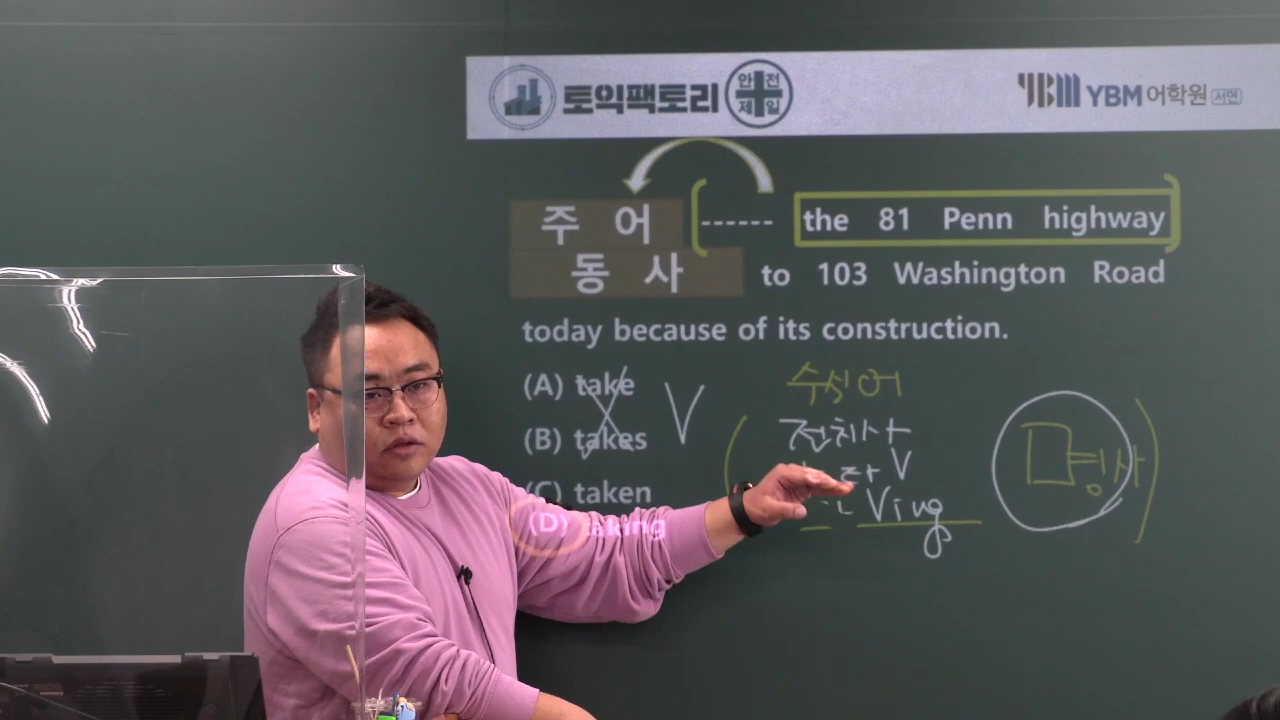 토익팩토리 안전제일 YBM 어학원 서면
주 어 ------ the 81 Penn highway
동 사 to 103 Washington Road
today because of its construction.
(A) take
(B) takes V
(C) taken
(D) taking
수식어
전치사
V
Ving
명사